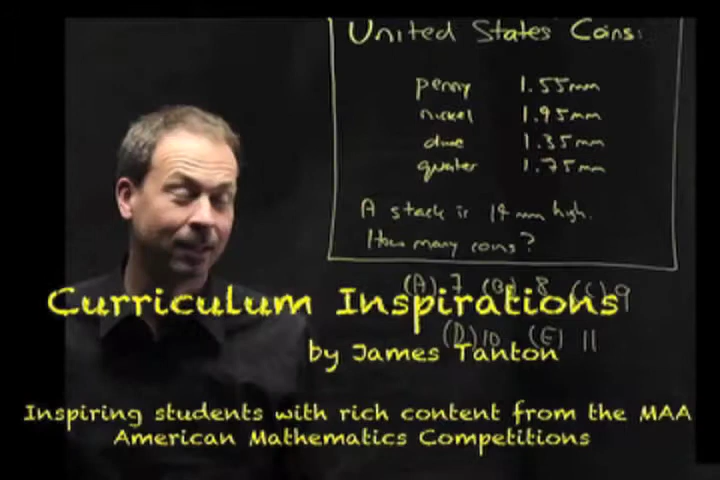 United States Coins:
penny 1.55mm
nickel 1.95mm
dime 1.35mm
quater 1.75mm
A stack is 14 mm high.
How many coins?
(A) 7 (B) 8 (C) 9
(D) 10 (E) 11
Curriculum Inspirations
by James Tanton
Inspiring students with rich content from the MAA
American Mathematics Competitions